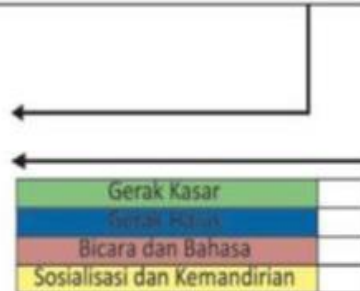 Gerak Kasar
Gerak Halus
Bicara dan Bahasa
Sosialisasi dan Kemandirian